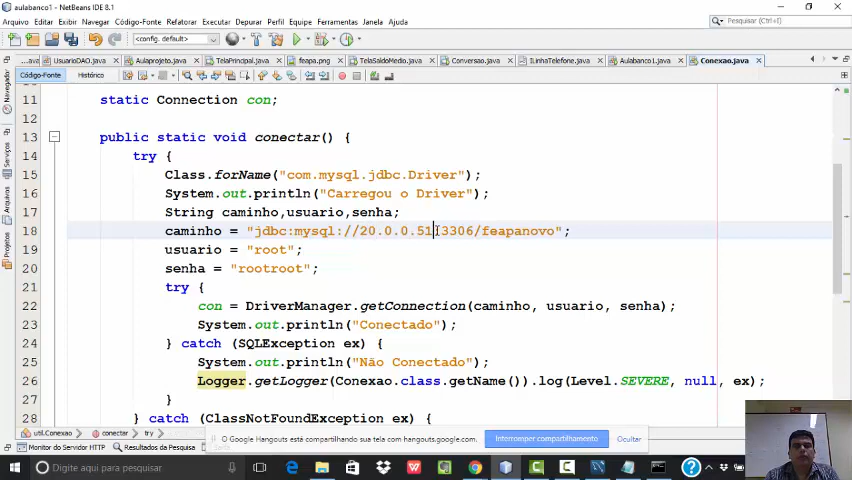 aulabanco1 - NetBeans IDE 8.1
Arquivo Editar Exibir Navegar Código-Fonte Refatorar Executar Depurar Perfil Equipe Ferramentas Janela Ajuda
Pesquisar (Ctrl+I)
<config. default>
...ava UsuarioDAO.java Aulaprojeto.java TelaPrincipal.java feapa.png TelaSaldoMedio.java Conversao.java ILinhaTelefone.java Aulabanco1.java Conexao.java
Código-Fonte Histórico
Navegador
Serviços
Arquivos
Projetos
11 static Connection con;
12
13 public static void conectar() {
14 try {
15 Class.forName("com.mysql.jdbc.Driver");
16 System.out.println("Carregou o Driver");
17 String caminho,usuario,senha;
18 caminho = "jdbc:mysql://20.0.0.51:3306/feapanovo";
19 usuario = "root";
20 senha = "rootroot";
21 try {
22 con = DriverManager.getConnection(caminho, usuario, senha);
23 System.out.println("Conectado");
24 } catch (SQLException ex) {
25 System.out.println("Não Conectado");
26 Logger.getLogger(Conexao.class.getName()).log(Level.SEVERE, null, ex);
27 }
28 } catch (ClassNotFoundException ex) {
util.Conexao conectar try
O Google Hangouts está compartilhando sua tela com hangouts.google.com.
Interromper compartilhamento
Ocultar
Monitor do Servidor HTTP Resultados da Pesquisa
Digite aqui para pesquisar